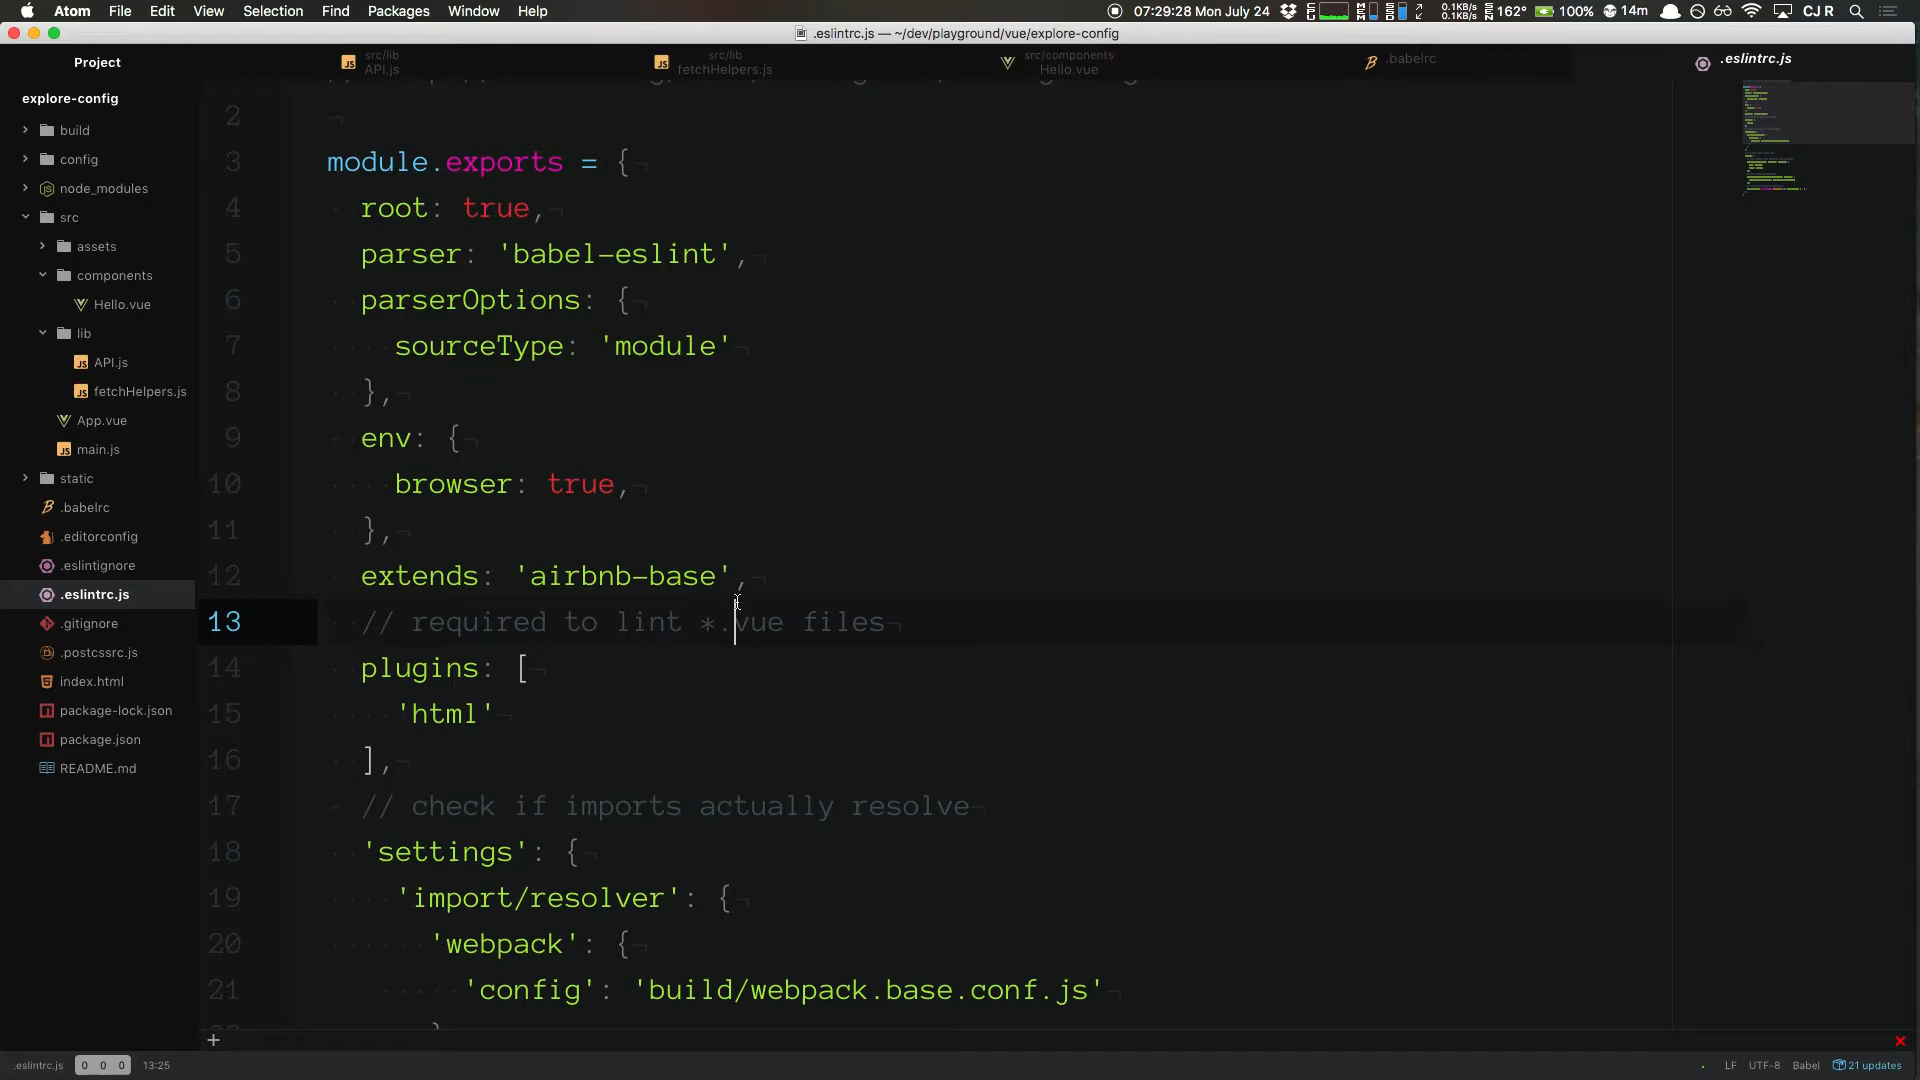 Atom File Edit View Selection Find Packages Window Help
07:29:28 Mon July 24 0.1KB/s 0.1KB/s 162° 100% 14m CJ R
.eslintrc.js — ~/dev/playground/vue/explore-config
Project
src/lib
API.js
src/lib
fetchHelpers.js
src/components
Hello.vue
.babelrc
.eslintrc.js
explore-config
build
config
node_modules
src
assets
components
Hello.vue
lib
API.js
fetchHelpers.js
App.vue
main.js
static
.babelrc
.editorconfig
.eslintignore
.eslintrc.js
.gitignore
.postcssrc.js
index.html
package-lock.json
package.json
README.md
2 ¬
3 module.exports = {¬
4 root: true,¬
5 parser: 'babel-eslint',¬
6 parserOptions: {¬
7 sourceType: 'module'¬
8 },¬
9 env: {¬
10 browser: true,¬
11 },¬
12 extends: 'airbnb-base',¬
13 // required to lint *.vue files¬
14 plugins: [¬
15 'html'¬
16 ],¬
17 // check if imports actually resolve¬
18 'settings': {¬
19 'import/resolver': {¬
20 'webpack': {¬
21 'config': 'build/webpack.base.conf.js'¬
.eslintrc.js 0 0 0 13:25 LF UTF-8 Babel 21 updates